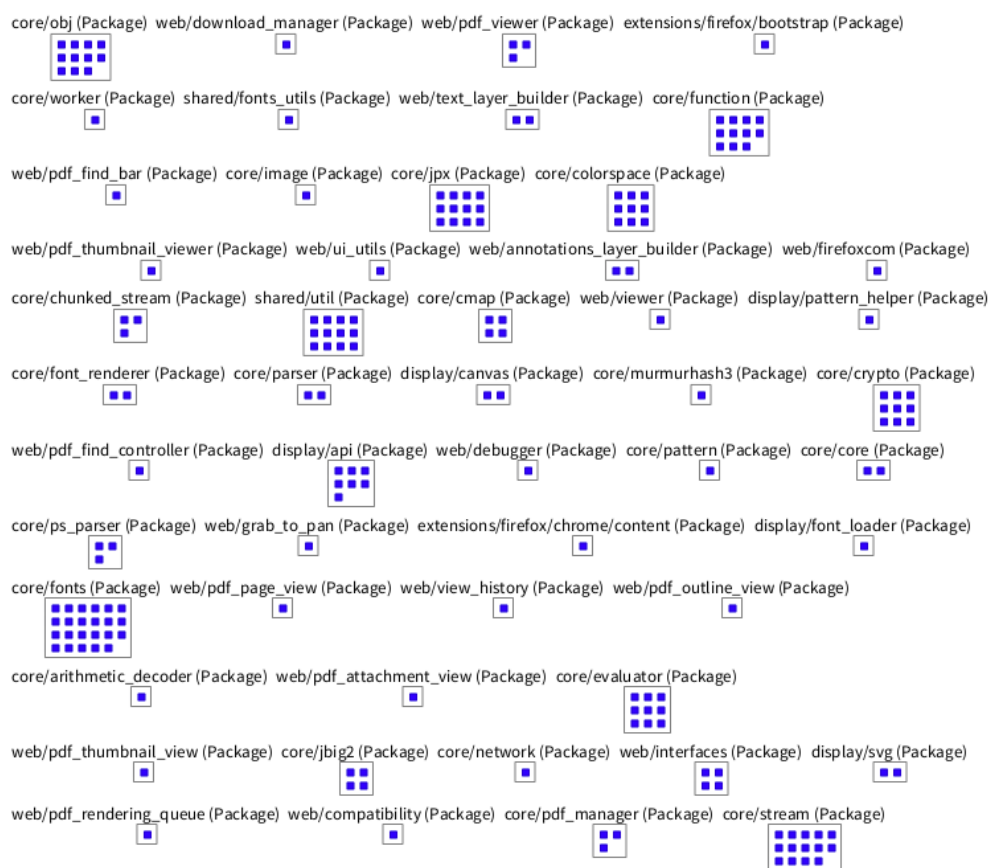 core/obj (Package) web/download_manager (Package) web/pdf_viewer (Package) extensions/firefox/bootstrap (Package)
core/worker (Package) shared/fonts_utils (Package) web/text_layer_builder (Package) core/function (Package)
web/pdf_find_bar (Package) core/image (Package) core/jpx (Package) core/colorspace (Package)
web/pdf_thumbnail_viewer (Package) web/ui_utils (Package) web/annotations_layer_builder (Package) web/firefoxcom (Package)
core/chunked_stream (Package) shared/util (Package) core/cmap (Package) web/viewer (Package) display/pattern_helper (Package)
core/font_renderer (Package) core/parser (Package) display/canvas (Package) core/murmurhash3 (Package) core/crypto (Package)
web/pdf_find_controller (Package) display/api (Package) web/debugger (Package) core/pattern (Package) core/core (Package)
core/ps_parser (Package) web/grab_to_pan (Package) extensions/firefox/chrome/content (Package) display/font_loader (Package)
core/fonts (Package) web/pdf_page_view (Package) web/view_history (Package) web/pdf_outline_view (Package)
core/arithmetic_decoder (Package) web/pdf_attachment_view (Package) core/evaluator (Package)
web/pdf_thumbnail_view (Package) core/jbig2 (Package) core/network (Package) web/interfaces (Package) display/svg (Package)
web/pdf_rendering_queue (Package) web/compatibility (Package) core/pdf_manager (Package) core/stream (Package)